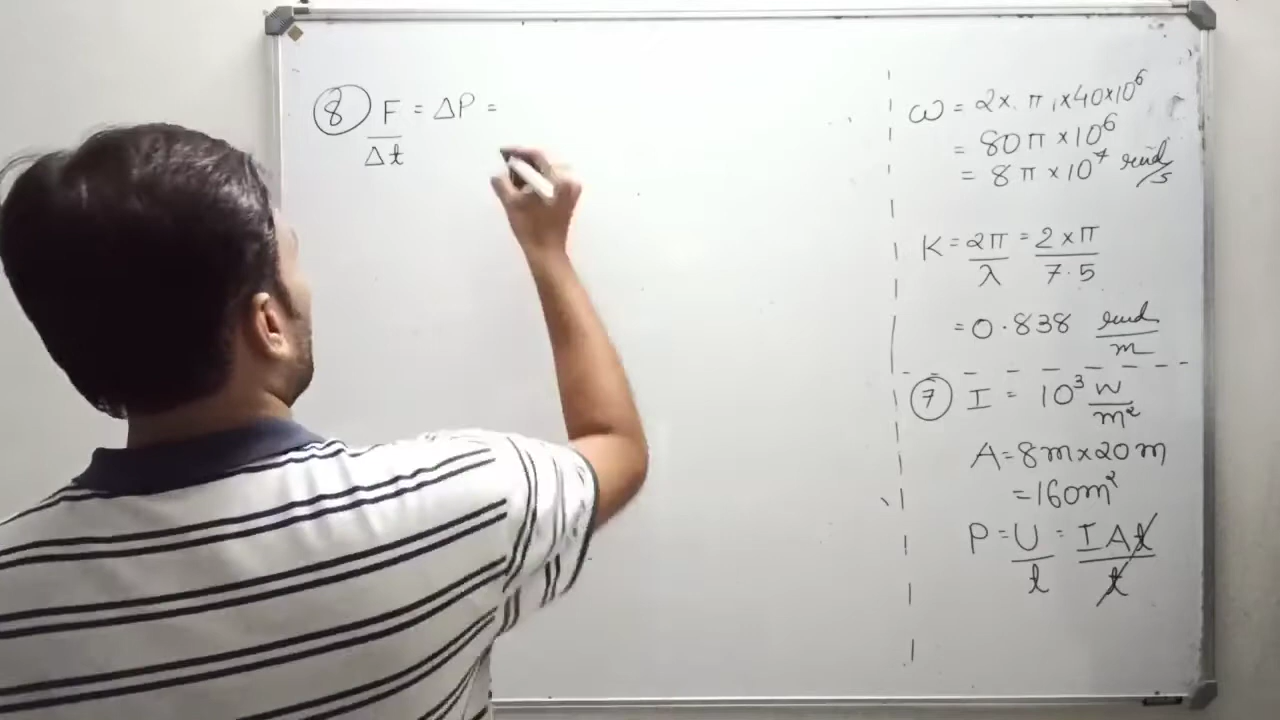 ⑧ F/Δt = ΔP =
ω = 2 × π × 40×10⁶
= 80π × 10⁶
= 8π × 10⁷ rad/s
K = 2π/λ = 2×π/7.5
= 0.838 rad/m
⑦ I = 10³ W/m²
A = 8m×20m
= 160m²
P = U/t = IAt/t